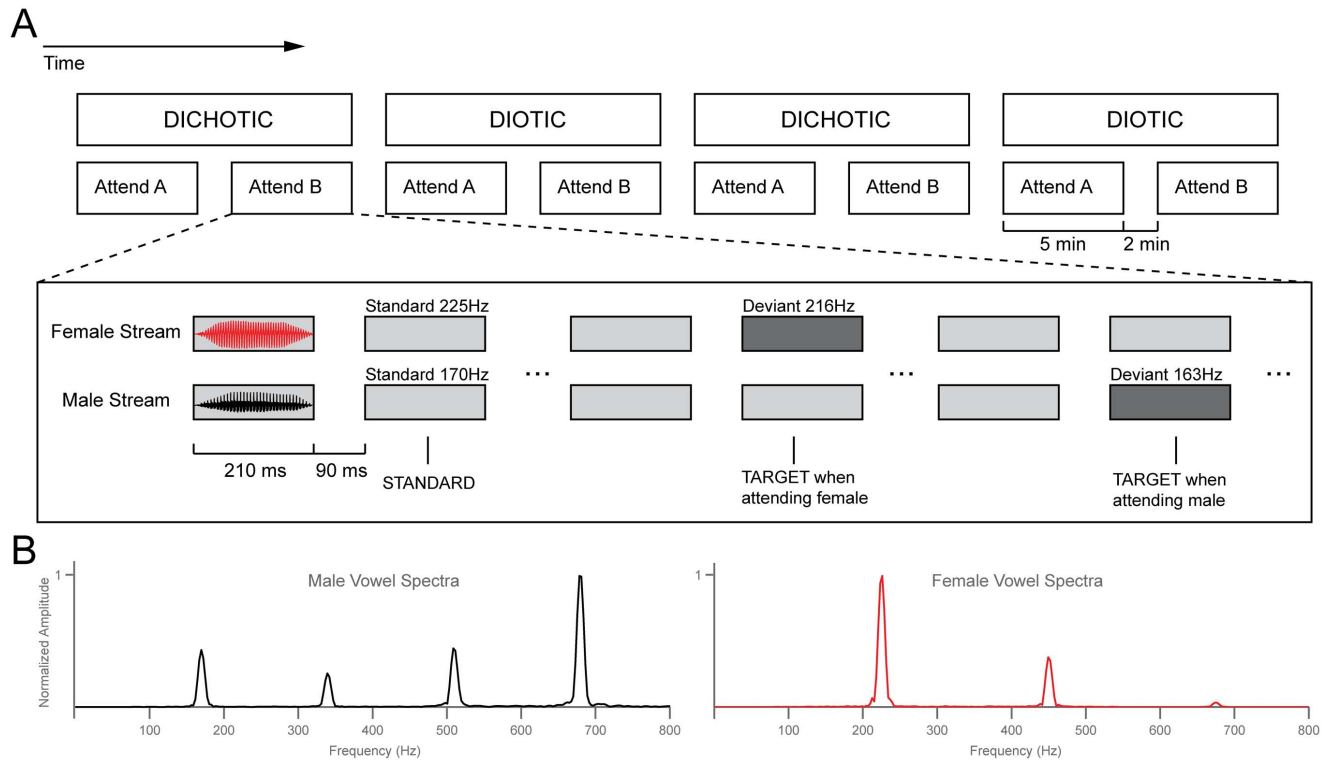 A
Time
DICHOTIC DIOTIC DICHOTIC DIOTIC
Attend A Attend B Attend A Attend B Attend A Attend B Attend A Attend B
5 min 2 min
Standard 225Hz Deviant 216Hz
Female Stream
... ... ...
Standard 170Hz Deviant 163Hz
Male Stream
210 ms 90 ms
STANDARD
TARGET when
attending female
TARGET when
attending male
B
Normalized Amplitude
1
Male Vowel Spectra
100 200 300 400 500 600 700 800
Frequency (Hz)
1
Female Vowel Spectra
100 200 300 400 500 600 700 800
Frequency (Hz)